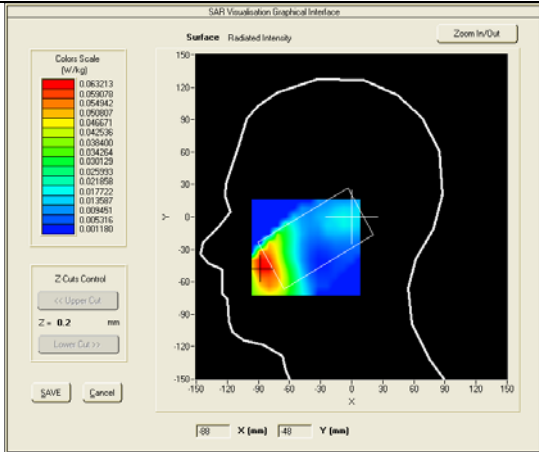 SAR Visualisation Graphical Interface
Surface Radiated Intensity
Zoom In/Out
Colors Scale
(W/kg)
0.063213
0.059078
0.054942
0.050807
0.046671
0.042536
0.038400
0.034264
0.030129
0.025993
0.021858
0.017722
0.013587
0.009451
0.005316
0.001180
Z Cuts Control
<< Upper Cut
Z = 0.2 mm
Lower Cut >>
SAVE Cancel
150
120
90
60
30
0
-30
-60
-90
-120
-150
Y
-150 -120 -90 -60 -30 0 30 60 90 120 150
X
-88 X (mm) -48 Y (mm)